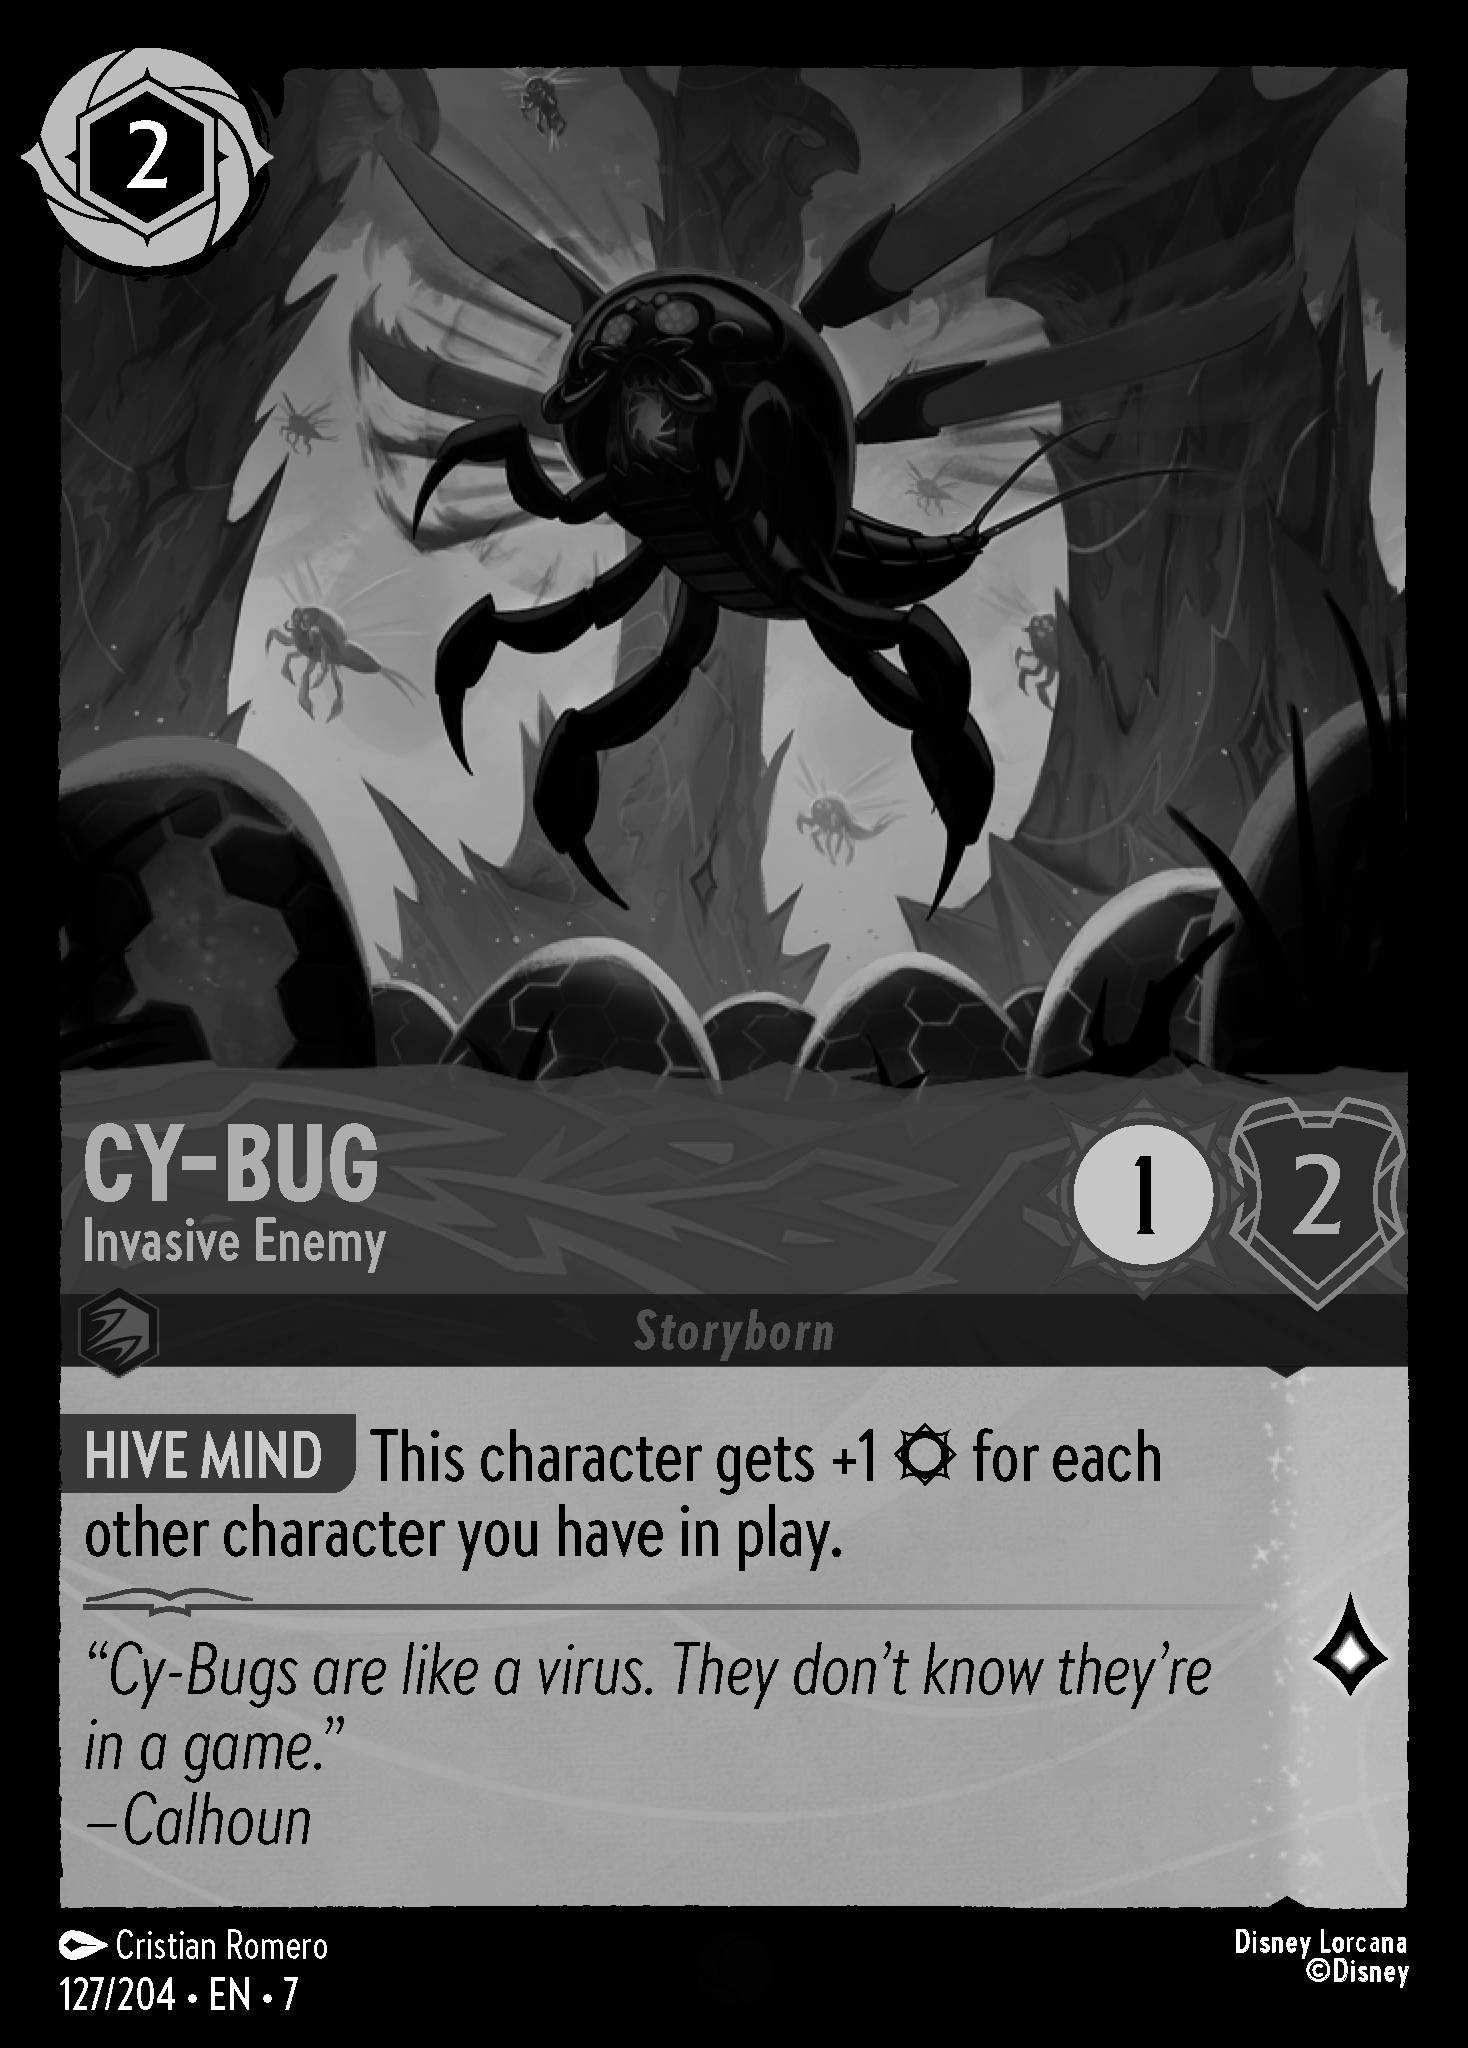 2
CY-BUG
Invasive Enemy
1
2
Storyborn
HIVE MIND This character gets +1 for each
other character you have in play.
“Cy-Bugs are like a virus. They don’t know they’re
in a game.”
—Calhoun
Cristian Romero
127/204 • EN • 7
Disney Lorcana
©Disney